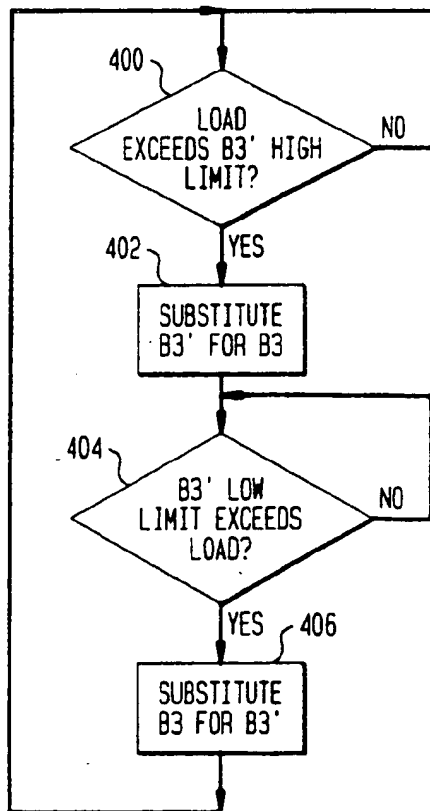 400
LOAD
EXCEEDS B3' HIGH
LIMIT?
NO
YES
402
SUBSTITUTE
B3' FOR B3
404
B3' LOW
LIMIT EXCEEDS
LOAD?
NO
YES
406
SUBSTITUTE
B3 FOR B3'